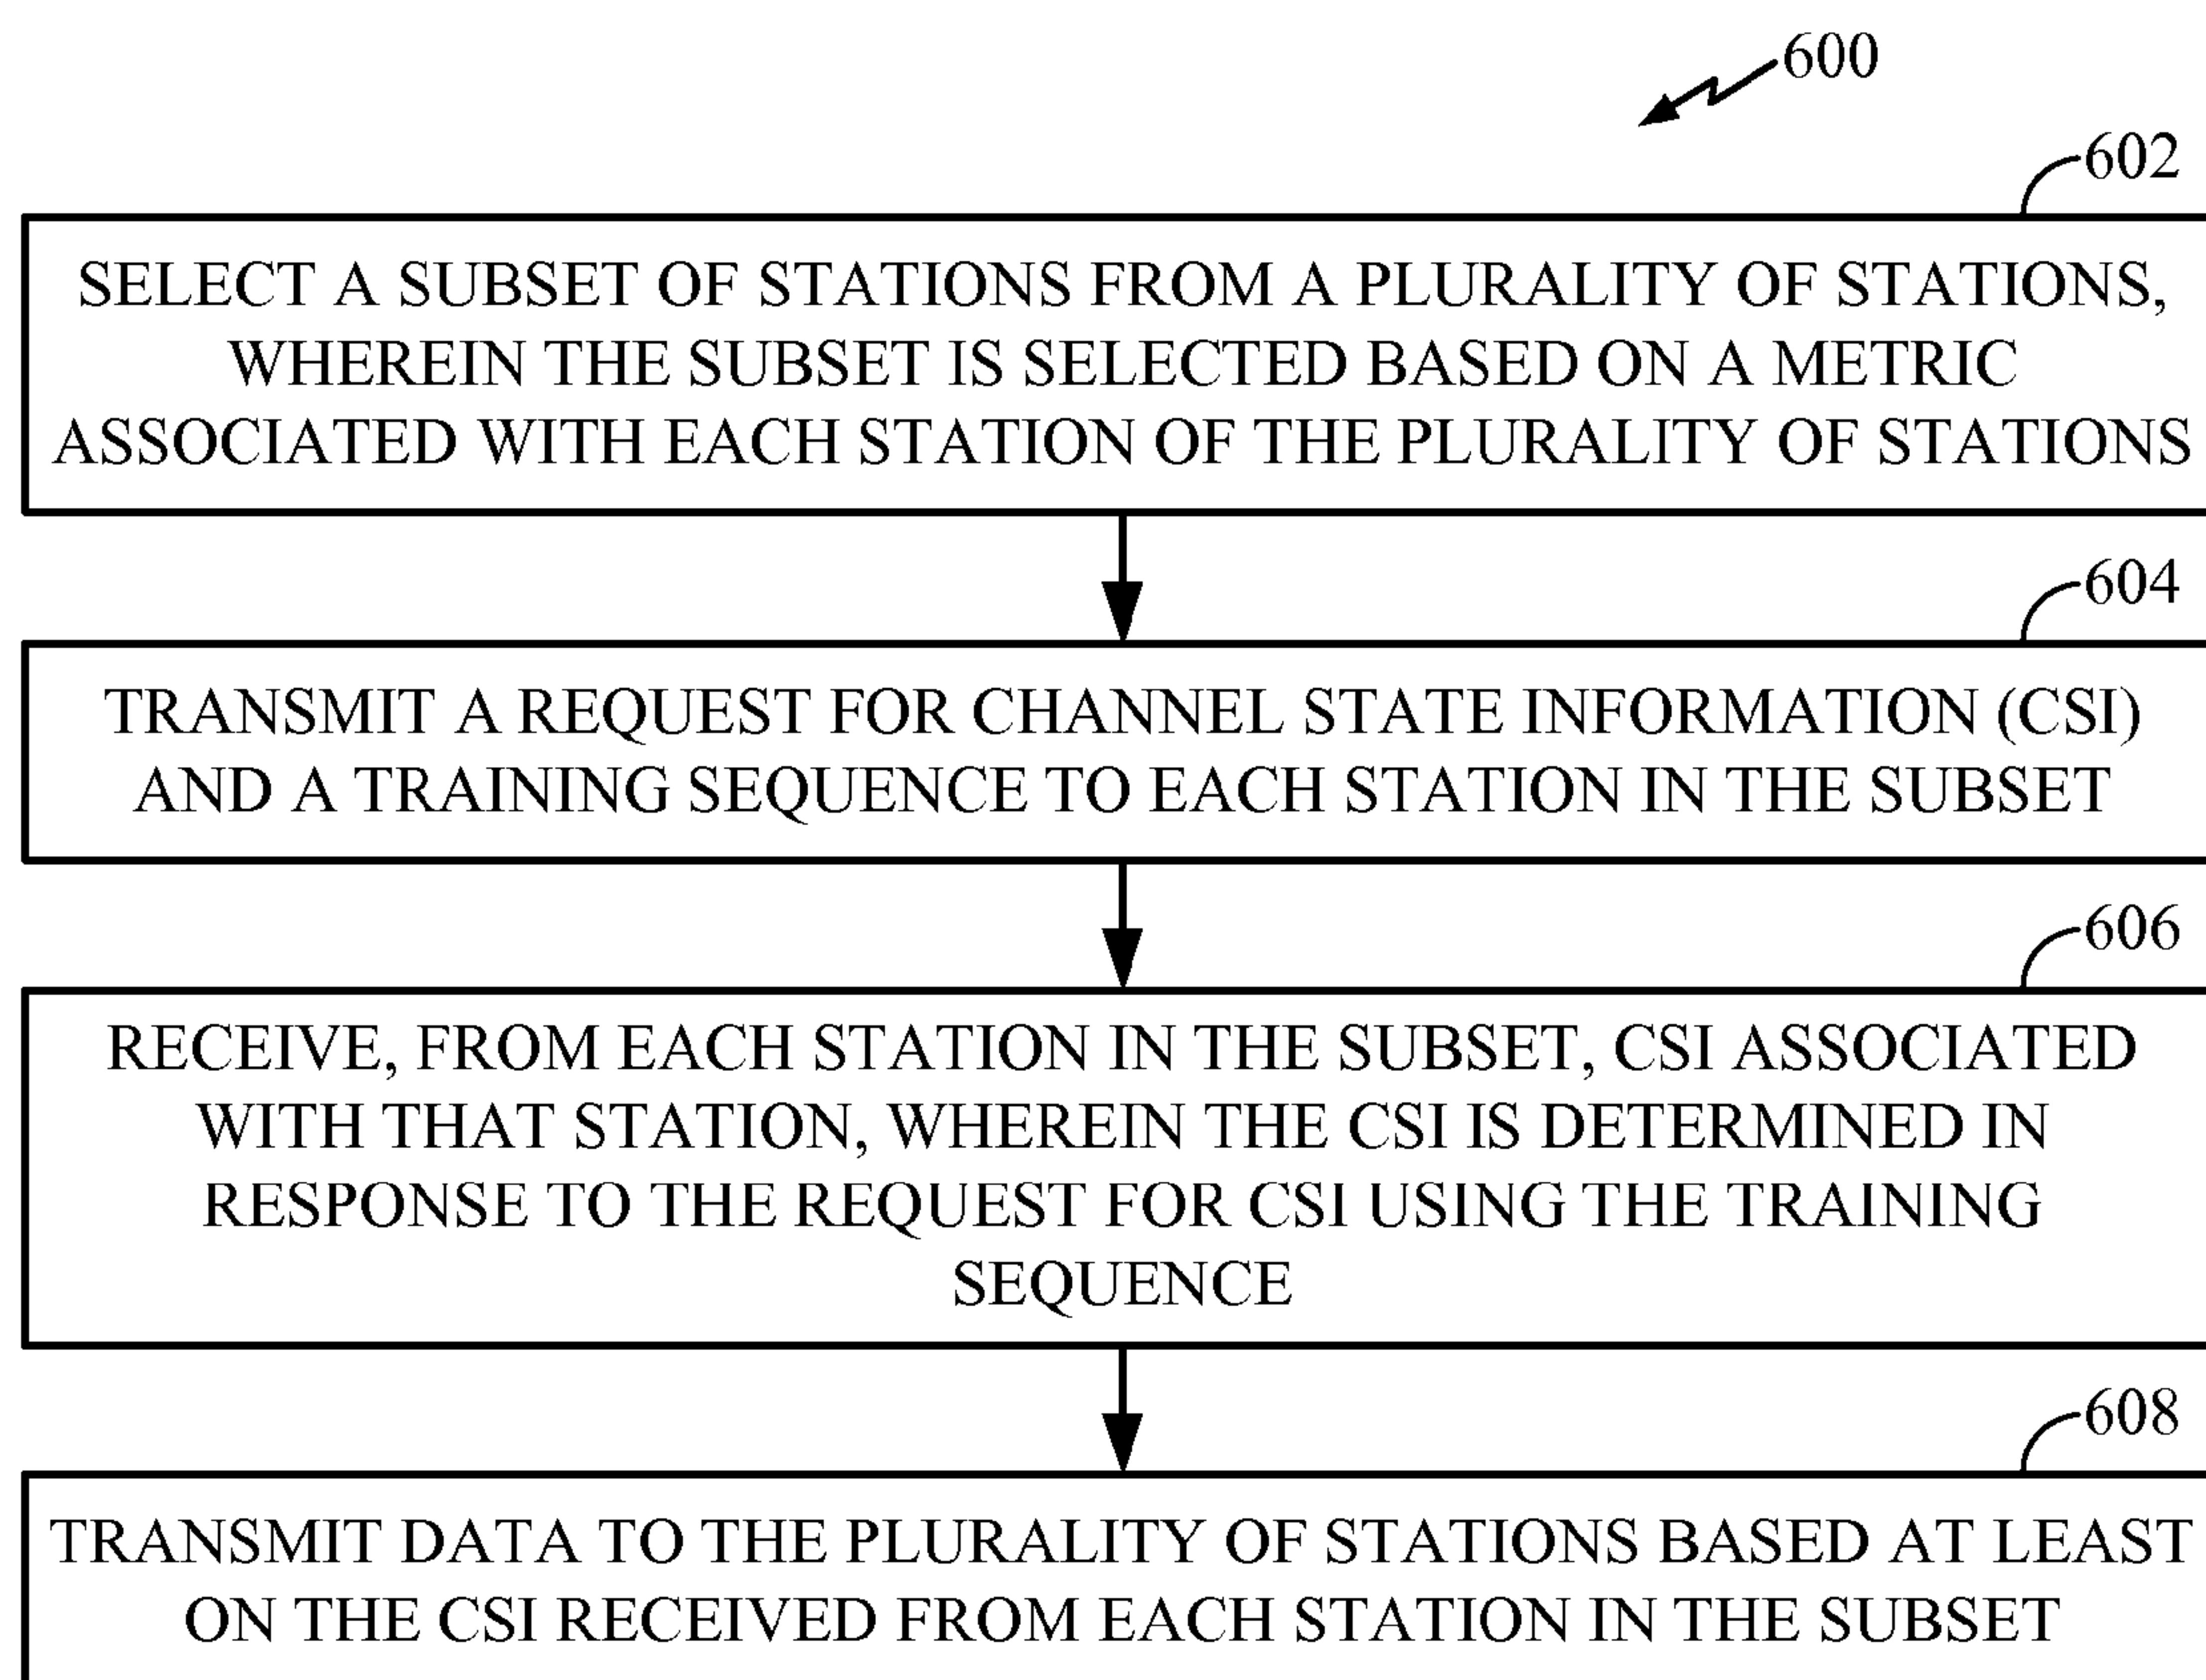 600
602
SELECT A SUBSET OF STATIONS FROM A PLURALITY OF STATIONS,
WHEREIN THE SUBSET IS SELECTED BASED ON A METRIC
ASSOCIATED WITH EACH STATION OF THE PLURALITY OF STATIONS
604
TRANSMIT A REQUEST FOR CHANNEL STATE INFORMATION (CSI)
AND A TRAINING SEQUENCE TO EACH STATION IN THE SUBSET
606
RECEIVE, FROM EACH STATION IN THE SUBSET, CSI ASSOCIATED
WITH THAT STATION, WHEREIN THE CSI IS DETERMINED IN
RESPONSE TO THE REQUEST FOR CSI USING THE TRAINING
SEQUENCE
608
TRANSMIT DATA TO THE PLURALITY OF STATIONS BASED AT LEAST
ON THE CSI RECEIVED FROM EACH STATION IN THE SUBSET